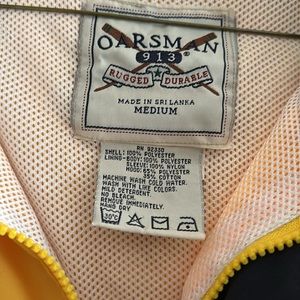 OARSMAN
913®
RUGGED DURABLE
MADE IN SRI LANKA
MEDIUM
RN 92330
SHELL: 100% POLYESTER
LINING-BODY: 100% POLYESTER
SLEEVE: 100% NYLON
HOOD: 65% POLYESTER
35% COTTON
MACHINE WASH COLD WATER.
WASH WITH LIKE COLORS.
MILD DETERGENT.
NO BLEACH.
REMOVE IMMEDIATELY.
HANG DRY
30°C